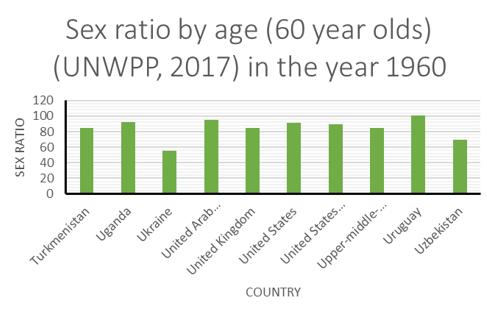 Sex ratio by age (60 year olds)
(UNWPP, 2017) in the year 1960
SEX RATIO
120
100
80
60
40
20
0
Turkmenistan
Uganda
Ukraine
United Arab...
United Kingdom
United States
United States...
Upper-middle-...
Uruguay
Uzbekistan
COUNTRY